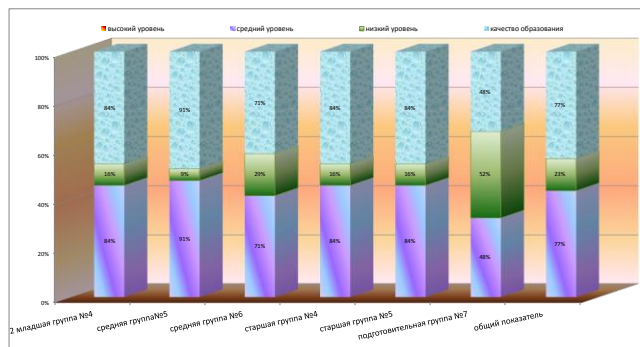 высокий уровень средний уровень низкий уровень качество образования
100%
80%
60%
40%
20%
0%
84% 91% 71% 84% 84% 48% 77%
16% 9% 29% 16% 16% 52% 23%
84% 91% 71% 84% 84% 48% 77%
2 младшая группа №4 средняя группа№5 средняя группа №6 старшая группа №4 старшая группа №5 подготовительная группа №7 общий показатель